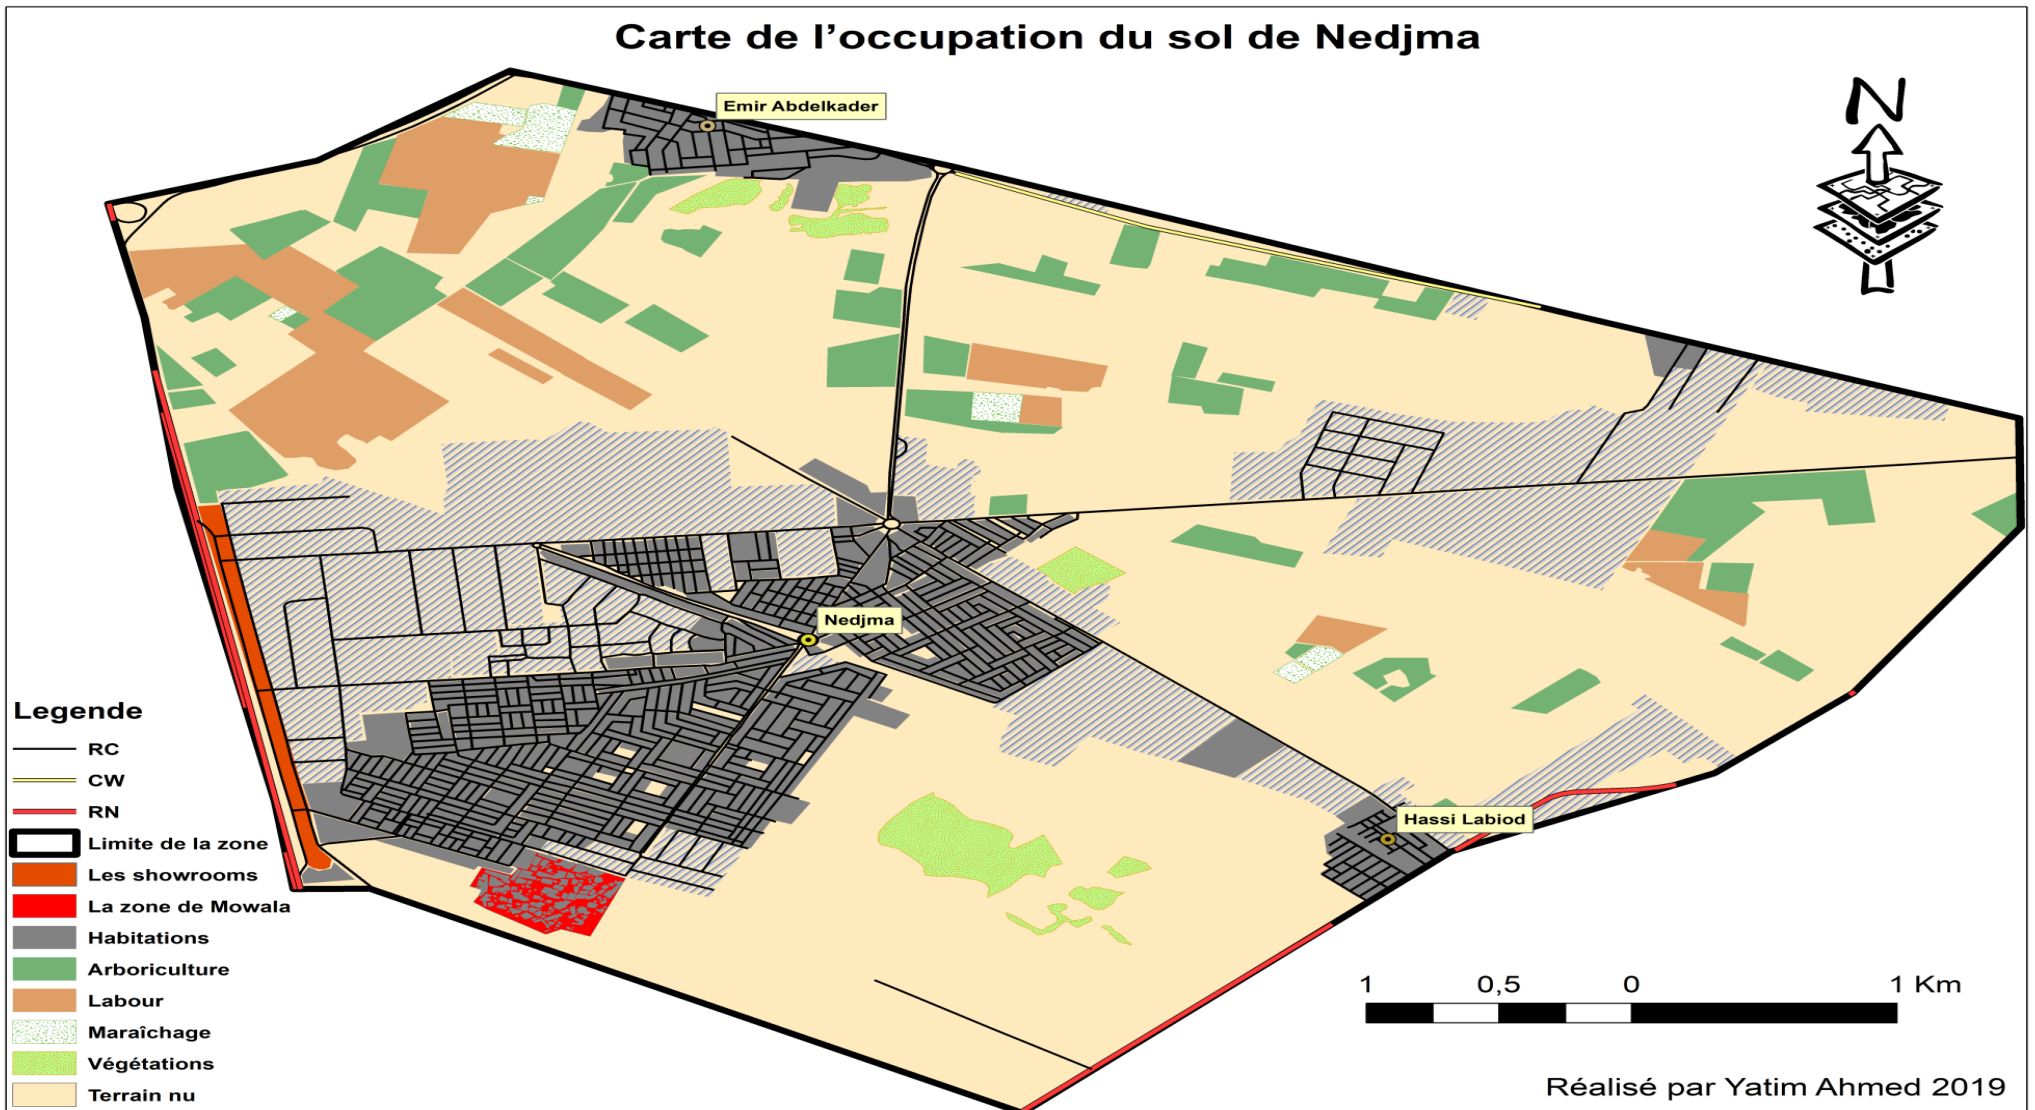 Carte de l'occupation du sol de Nedjma
N
Emir Abdelkader
Nedjma
Hassi Labiod
Legende
RC
CW
RN
Limite de la zone
Les showrooms
La zone de Mowala
Habitations
Arboriculture
Labour
Maraîchage
Végétations
Terrain nu
1 0,5 0 1 Km
Réalisé par Yatim Ahmed 2019